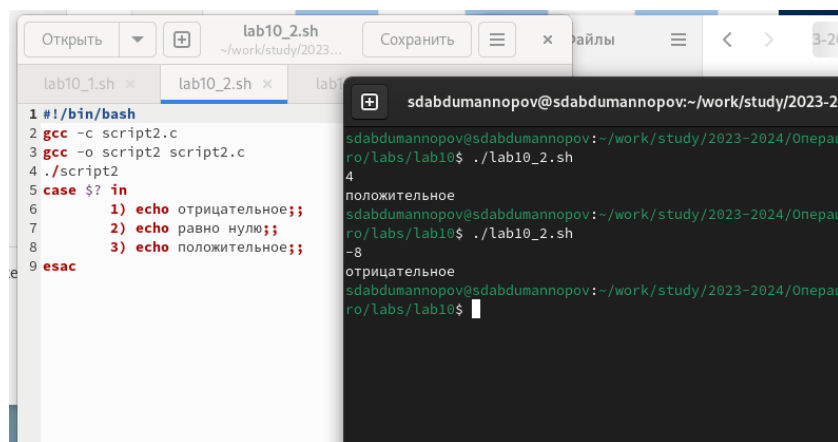 Открыть
lab10_2.sh
~/work/study/2023...
Сохранить
Файлы
lab10_1.sh
lab10_2.sh
1 #!/bin/bash
2 gcc -c script2.c
3 gcc -o script2 script2.c
4 ./script2
5 case $? in
6 1) echo отрицательное;;
7 2) echo равно нулю;;
8 3) echo положительное;;
9 esac
sdabdumannopov@sdabdumannopov:~/work/study/2023-2
sdabdumannopov@sdabdumannopov:~/work/study/2023-2024/Опера
ro/labs/lab10$ ./lab10_2.sh
4
положительное
sdabdumannopov@sdabdumannopov:~/work/study/2023-2024/Опера
ro/labs/lab10$ ./lab10_2.sh
-8
отрицательное
sdabdumannopov@sdabdumannopov:~/work/study/2023-2024/Опера
ro/labs/lab10$